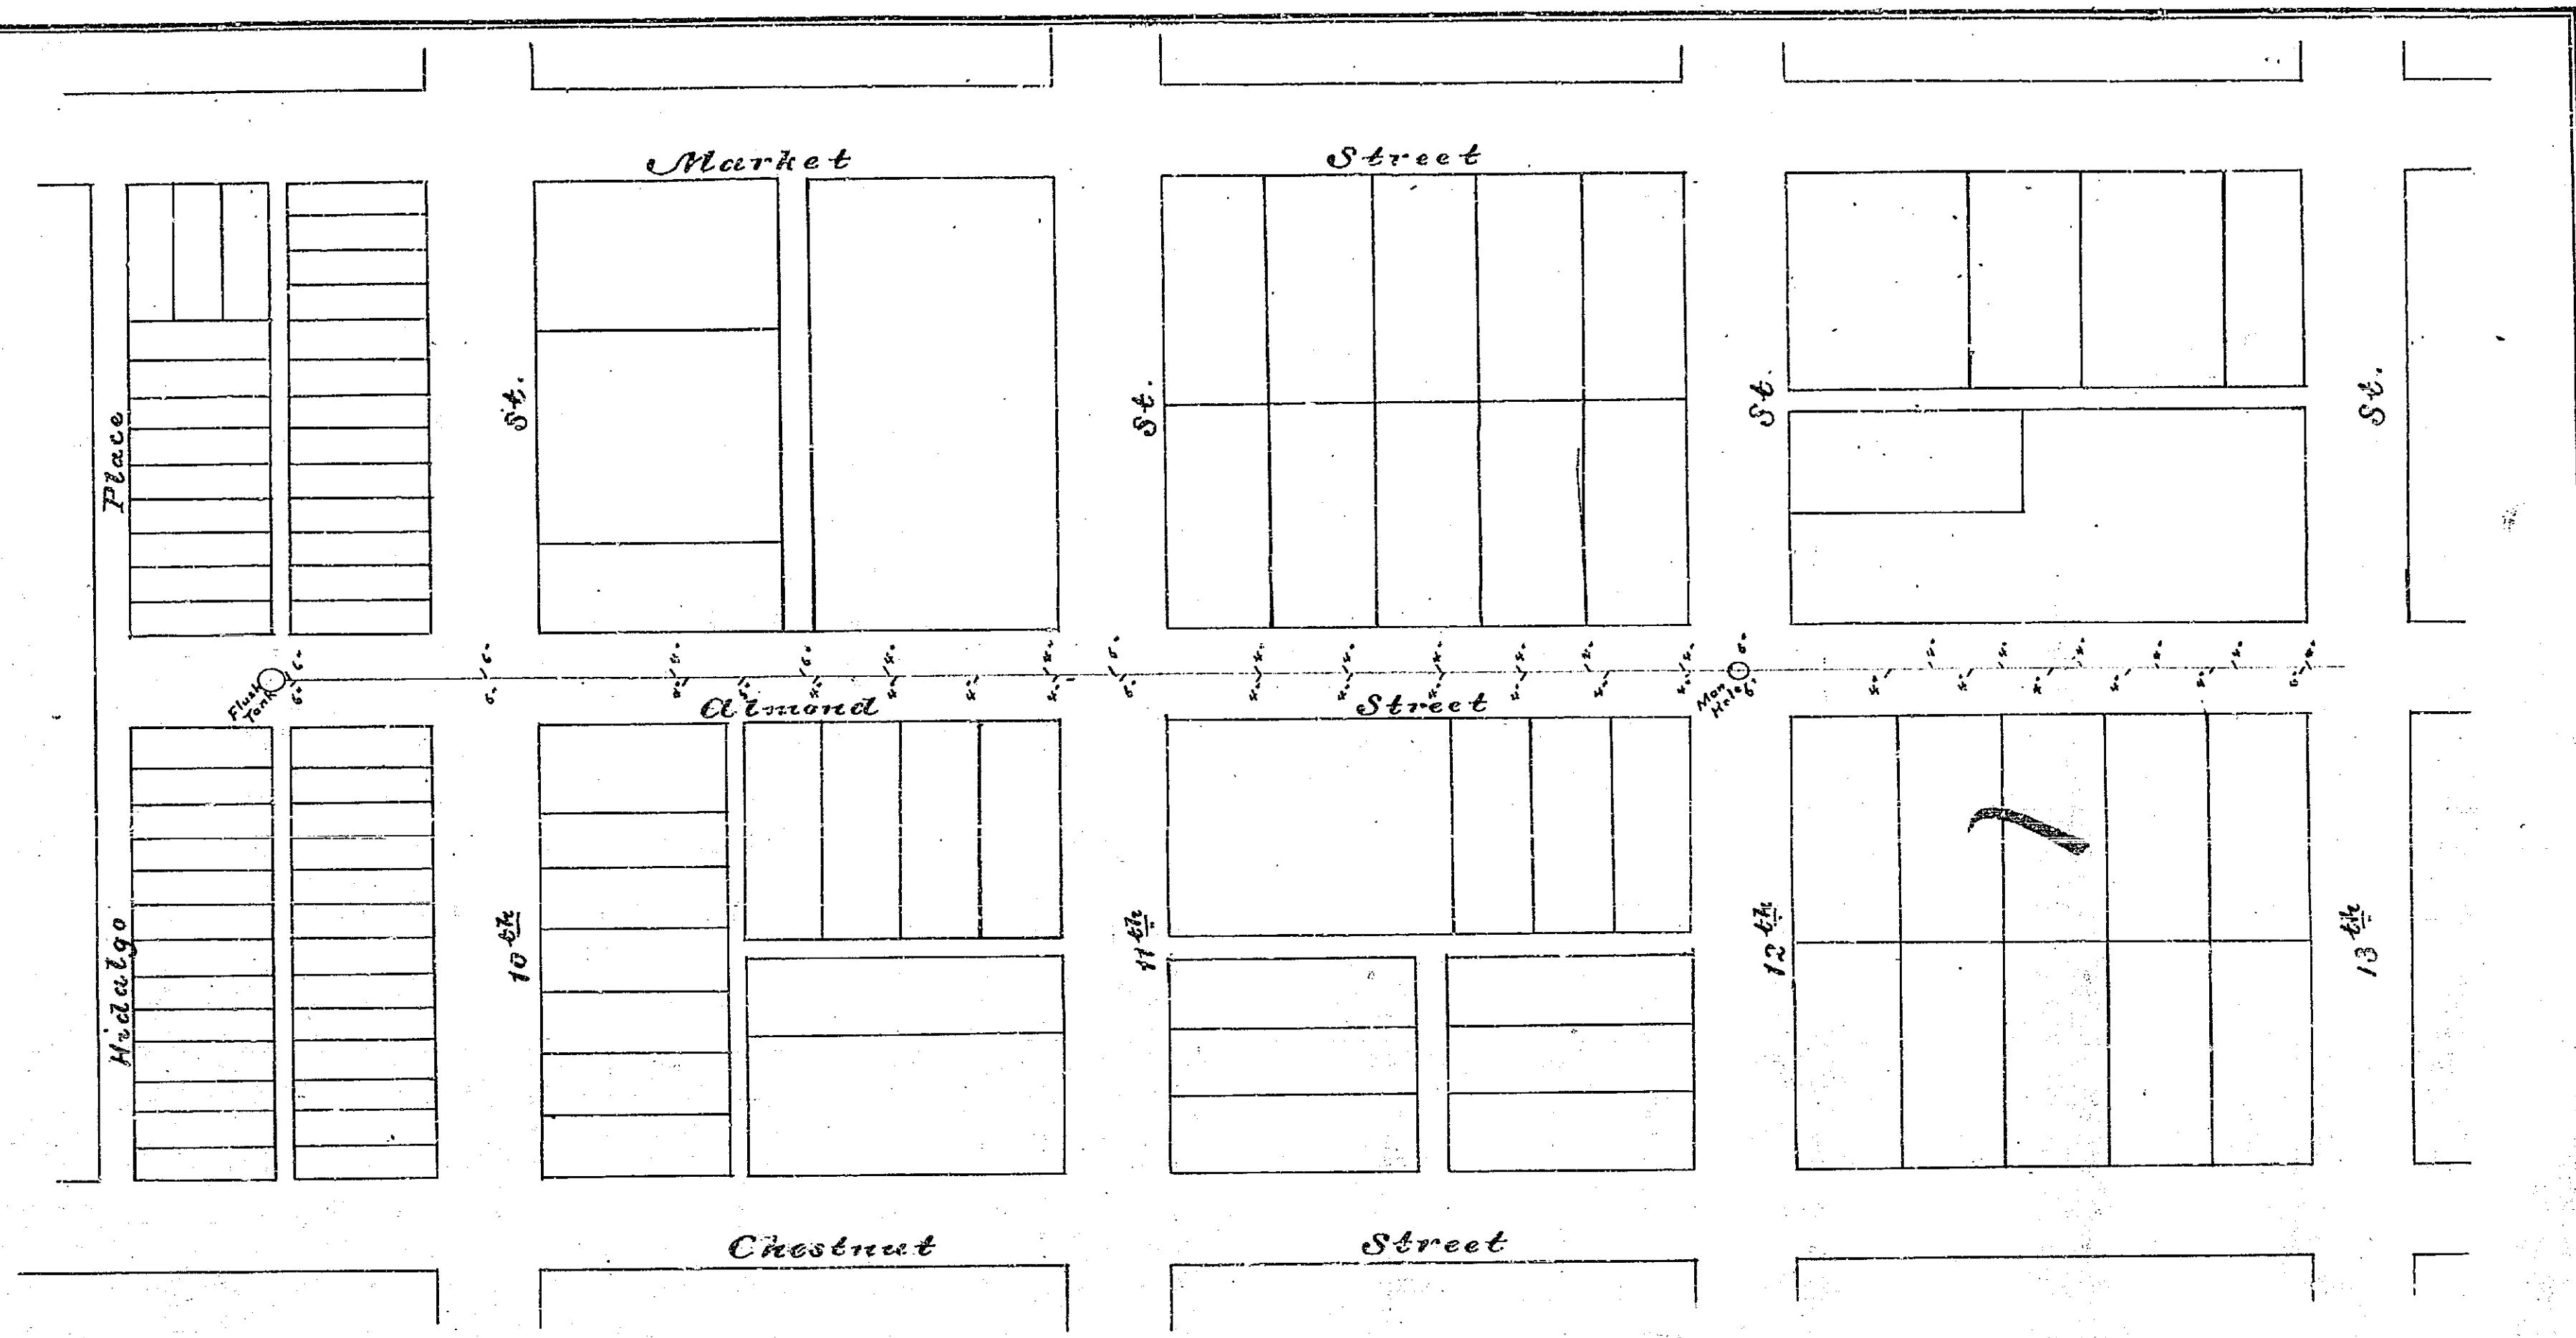 Market Street
Place
St.
St.
St.
St.
Flush
Tank
Man
Hole
Almond Street
Hidalgo
10th
11th
12th
13th
Chestnut Street